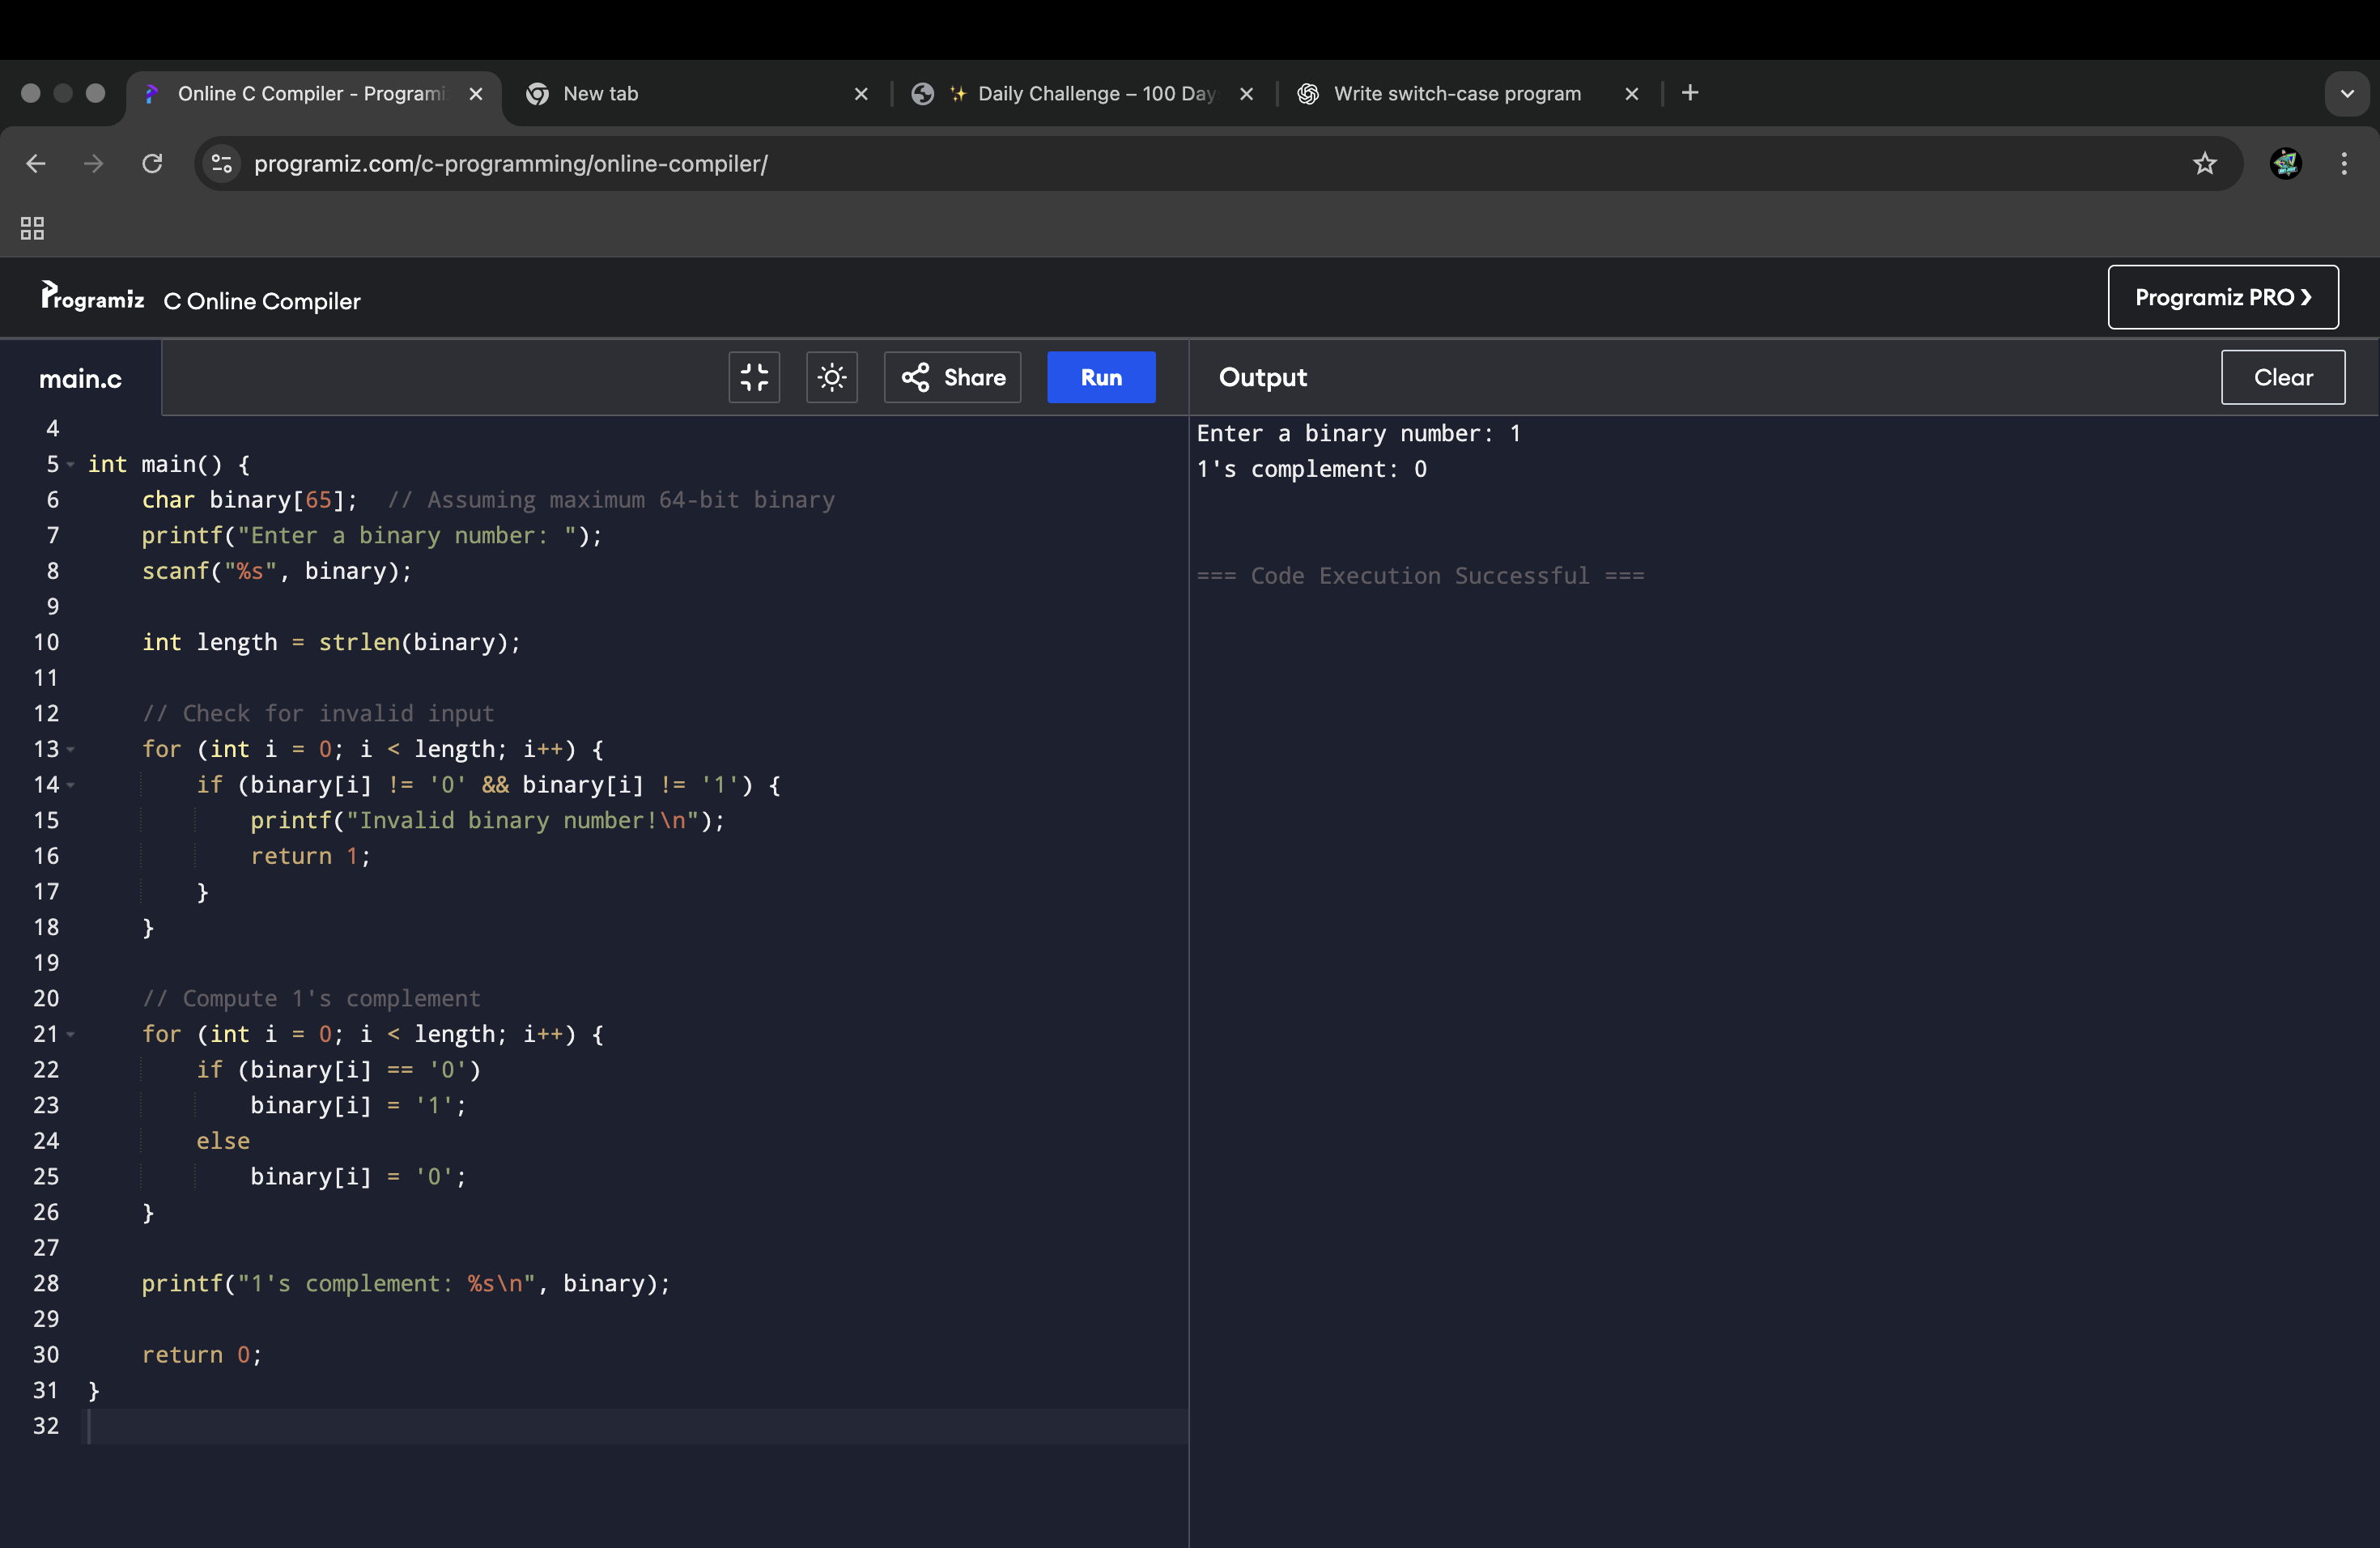 Online C Compiler - Programi
New tab
✨ Daily Challenge – 100 Day
Write switch-case program
programiz.com/c-programming/online-compiler/
Programiz C Online Compiler
Programiz PRO ❯
main.c
Share
Run
Output
Clear
4
5 int main() {
6     char binary[65];  // Assuming maximum 64-bit binary
7     printf("Enter a binary number: ");
8     scanf("%s", binary);
9
10     int length = strlen(binary);
11
12     // Check for invalid input
13     for (int i = 0; i < length; i++) {
14         if (binary[i] != '0' && binary[i] != '1') {
15             printf("Invalid binary number!\n");
16             return 1;
17         }
18     }
19
20     // Compute 1's complement
21     for (int i = 0; i < length; i++) {
22         if (binary[i] == '0')
23             binary[i] = '1';
24         else
25             binary[i] = '0';
26     }
27
28     printf("1's complement: %s\n", binary);
29
30     return 0;
31 }
32
Enter a binary number: 1
1's complement: 0
=== Code Execution Successful ===